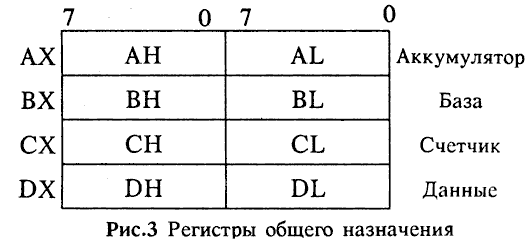 7 0 7 0
AX AH AL Аккумулятор
BX BH BL База
CX CH CL Счетчик
DX DH DL Данные
Рис.3 Регистры общего назначения